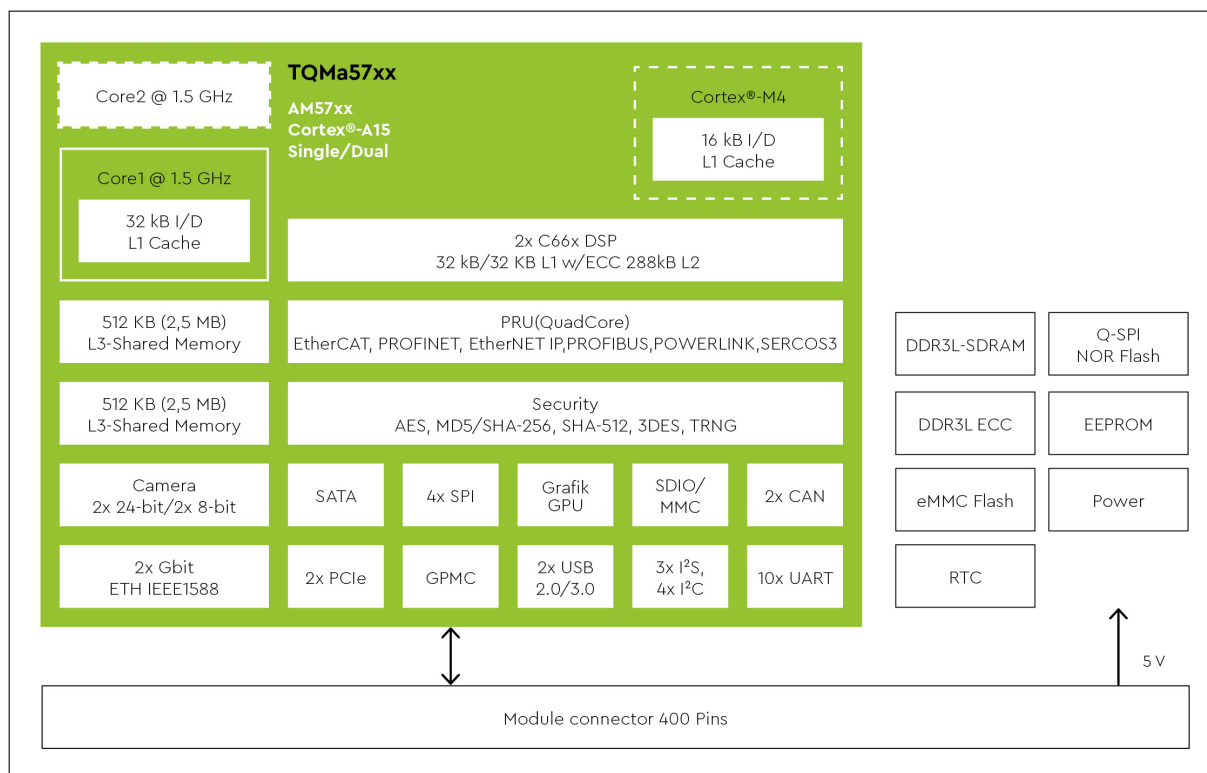 TQMa57xx
AM57xx
Cortex®-A15
Single/Dual
Core2 @ 1.5 GHz
Core1 @ 1.5 GHz
32 kB I/D
L1 Cache
Cortex®-M4
16 kB I/D
L1 Cache
2x C66x DSP
32 kB/32 KB L1 w/ECC 288kB L2
512 KB (2,5 MB)
L3-Shared Memory
PRU(QuadCore)
EtherCAT, PROFINET, EtherNET IP,PROFIBUS,POWERLINK,SERCOS3
512 KB (2,5 MB)
L3-Shared Memory
Security
AES, MD5/SHA-256, SHA-512, 3DES, TRNG
Camera
2x 24-bit/2x 8-bit
SATA
4x SPI
Grafik
GPU
SDIO/
MMC
2x CAN
2x Gbit
ETH IEEE1588
2x PCIe
GPMC
2x USB
2.0/3.0
3x I²S,
4x I²C
10x UART
DDR3L-SDRAM
Q-SPI
NOR Flash
DDR3L ECC
EEPROM
eMMC Flash
Power
RTC
5 V
Module connector 400 Pins